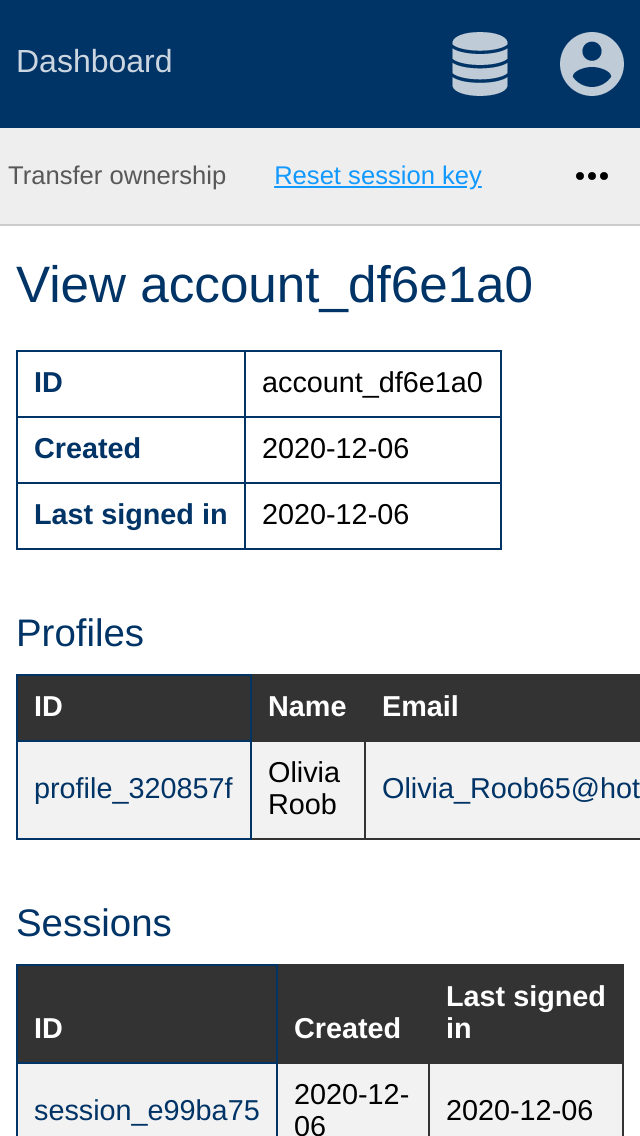 Dashboard
Transfer ownership Reset session key
View account_df6e1a0
ID account_df6e1a0
Created 2020-12-06
Last signed in 2020-12-06
Profiles
ID Name Email
profile_320857f Olivia Roob Olivia_Roob65@hot
Sessions
ID Created Last signed in
session_e99ba75 2020-12-06 2020-12-06